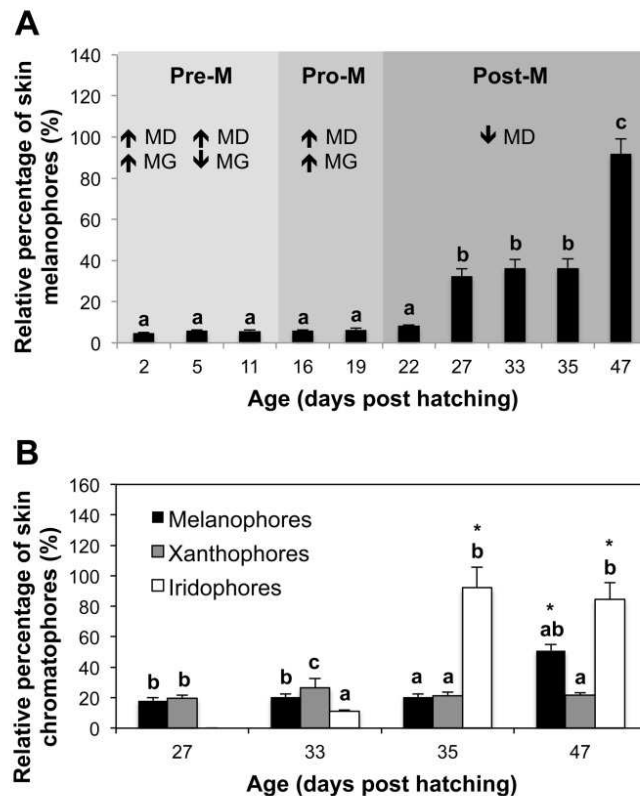 A
Relative percentage of skin
melanophores (%)
140
120
100
80
60
40
20
0
Pre-M Pro-M Post-M
↑ MD ↑ MD ↑ MD ↓ MD
↑ MG ↓ MG ↑ MG
a a a a a a b b b c
2 5 11 16 19 22 27 33 35 47
Age (days post hatching)
B
Relative percentage of skin
chromatophores (%)
160
140
120
100
80
60
40
20
0
Melanophores
Xanthophores
Iridophores
* * *
b b b c a a a b ab a b
27 33 35 47
Age (days post hatching)